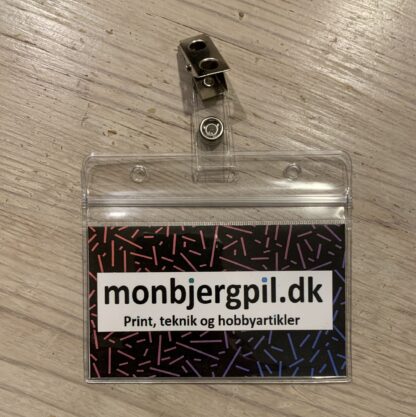 monbjergpil.dk
Print, teknik og hobbyartikler